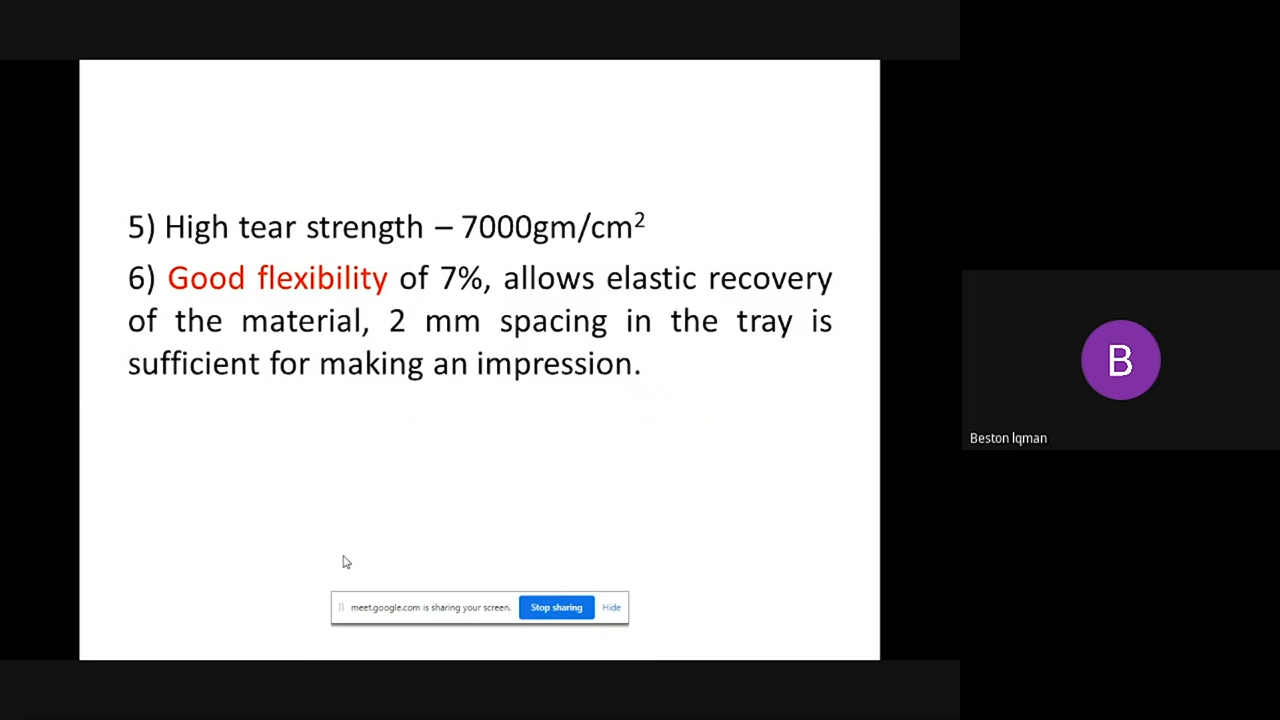 5) High tear strength – 7000gm/cm²
6) Good flexibility of 7%, allows elastic recovery
of the material, 2 mm spacing in the tray is
sufficient for making an impression.
B
Beston lqman
meet.google.com is sharing your screen. Stop sharing Hide